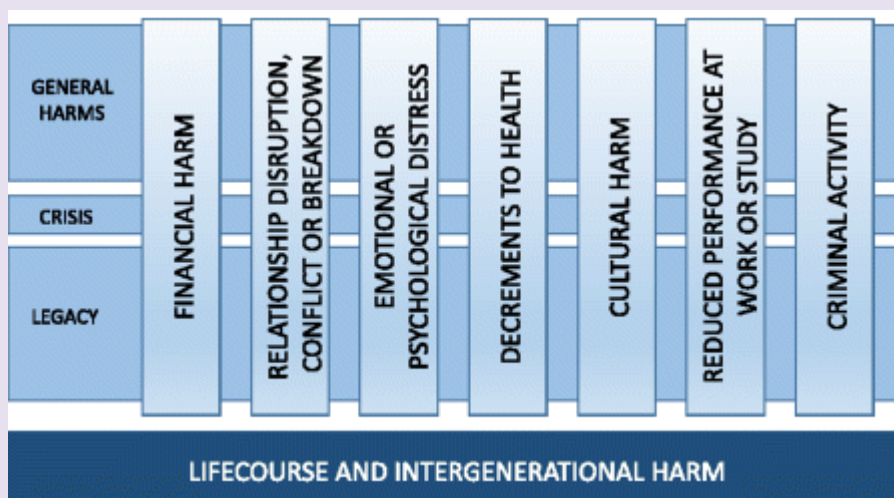 GENERAL
HARMS
CRISIS
LEGACY
FINANCIAL HARM
RELATIONSHIP DISRUPTION,
CONFLICT OR BREAKDOWN
EMOTIONAL OR
PSYCHOLOGICAL DISTRESS
DECREMENTS TO HEALTH
CULTURAL HARM
REDUCED PERFORMANCE AT
WORK OR STUDY
CRIMINAL ACTIVITY
LIFECOURSE AND INTERGENERATIONAL HARM